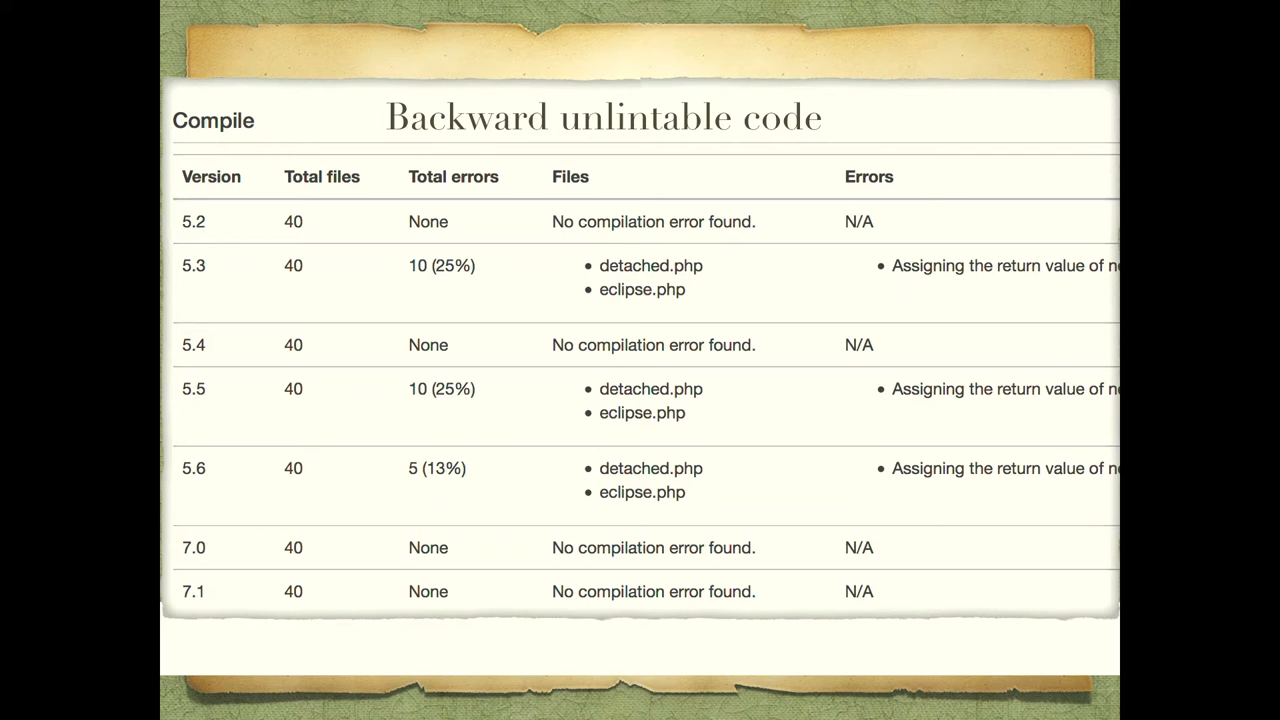 Compile
Backward unlintable code
Version Total files Total errors Files Errors
5.2 40 None No compilation error found. N/A
5.3 40 10 (25%) • detached.php • Assigning the return value of
• eclipse.php
5.4 40 None No compilation error found. N/A
5.5 40 10 (25%) • detached.php • Assigning the return value of
• eclipse.php
5.6 40 5 (13%) • detached.php • Assigning the return value of
• eclipse.php
7.0 40 None No compilation error found. N/A
7.1 40 None No compilation error found. N/A